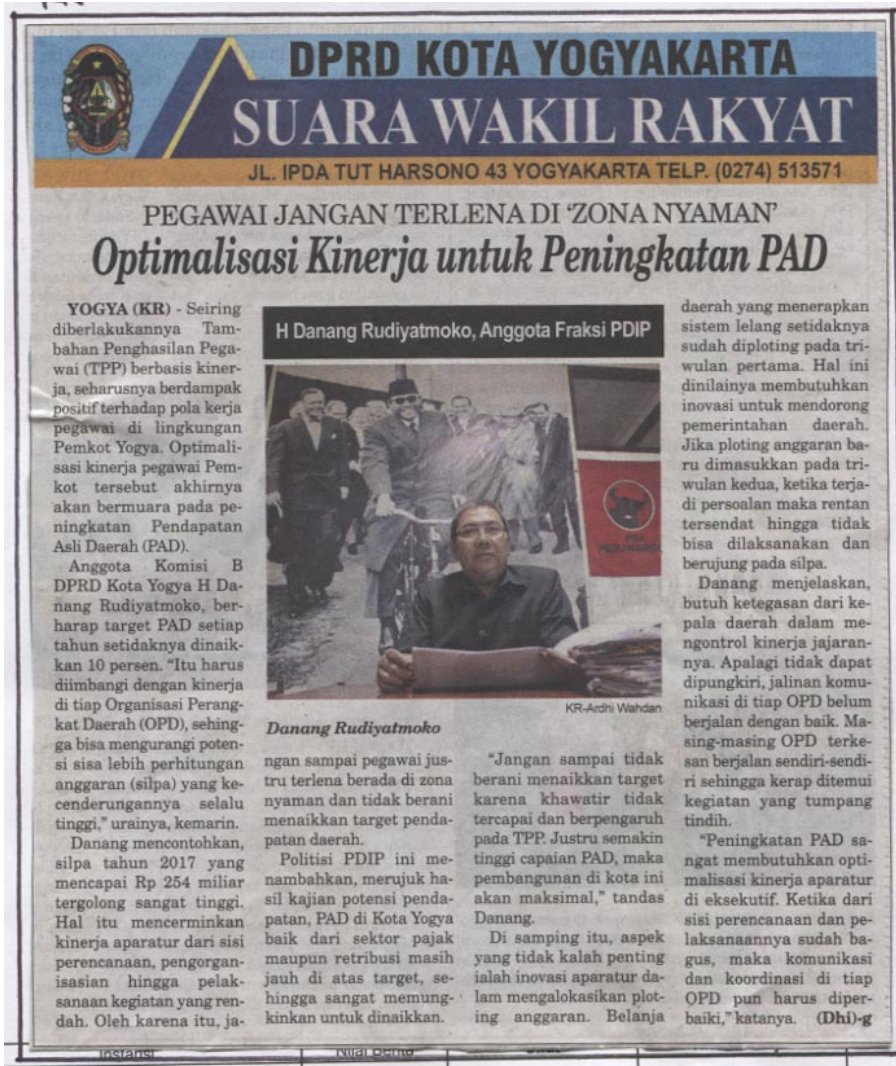 DPRD KOTA YOGYAKARTA
SUARA WAKIL RAKYAT
JL. IPDA TUT HARSONO 43 YOGYAKARTA TELP. (0274) 513571
PEGAWAI JANGAN TERLENA DI 'ZONA NYAMAN'
Optimalisasi Kinerja untuk Peningkatan PAD
YOGYA (KR) - Seiring
diberlakukannya Tam-
bahan Penghasilan Pega-
wai (TPP) berbasis kiner-
ja, seharusnya berdampak
positif terhadap pola kerja
pegawai di lingkungan
Pemkot Yogya. Optimali-
sasi kinerja pegawai Pem-
kot tersebut akhirnya
akan bermuara pada pe-
ningkatan Pendapatan
Asli Daerah (PAD).
Anggota Komisi B
DPRD Kota Yogya H Da-
nang Rudiyatmoko, ber-
harap target PAD setiap
tahun setidaknya dinaik-
kan 10 persen. "Itu harus
diimbangi dengan kinerja
di tiap Organisasi Perang-
kat Daerah (OPD), sehing-
ga bisa mengurangi poten-
si sisa lebih perhitungan
anggaran (silpa) yang ke-
cenderungannya selalu
tinggi," urainya, kemarin.
Danang mencontohkan,
silpa tahun 2017 yang
mencapai Rp 254 miliar
tergolong sangat tinggi.
Hal itu mencerminkan
kinerja aparatur dari sisi
perencanaan, pengorgan-
isasian hingga pelak-
sanaan kegiatan yang ren-
dah. Oleh karena itu, ja-
H Danang Rudiyatmoko, Anggota Fraksi PDIP
PDI
PERJUANGAN
KR-Ardhi Wahdan
Danang Rudiyatmoko
ngan sampai pegawai jus-
tru terlena berada di zona
nyaman dan tidak berani
menaikkan target penda-
patan daerah.
Politisi PDIP ini me-
nambahkan, merujuk ha-
sil kajian potensi penda-
patan, PAD di Kota Yogya
baik dari sektor pajak
maupun retribusi masih
jauh di atas target, se-
hingga sangat memung-
kinkan untuk dinaikkan.
"Jangan sampai tidak
berani menaikkan target
karena khawatir tidak
tercapai dan berpengaruh
pada TPP. Justru semakin
tinggi capaian PAD, maka
pembangunan di kota ini
akan maksimal," tandas
Danang.
Di samping itu, aspek
yang tidak kalah penting
ialah inovasi aparatur da-
lam mengalokasikan plot-
ing anggaran. Belanja
daerah yang menerapkan
sistem lelang setidaknya
sudah diploting pada tri-
wulan pertama. Hal ini
dinilainya membutuhkan
inovasi untuk mendorong
pemerintahan daerah.
Jika ploting anggaran ba-
ru dimasukkan pada tri-
wulan kedua, ketika terja-
di persoalan maka rentan
tersendat hingga tidak
bisa dilaksanakan dan
berujung pada silpa.
Danang menjelaskan,
butuh ketegasan dari ke-
pala daerah dalam me-
ngontrol kinerja jajaran-
nya. Apalagi tidak dapat
dipungkiri, jalinan komu-
nikasi di tiap OPD belum
berjalan dengan baik. Ma-
sing-masing OPD terke-
san berjalan sendiri-sendi-
ri sehingga kerap ditemui
kegiatan yang tumpang
tindih.
"Peningkatan PAD sa-
ngat membutuhkan opti-
malisasi kinerja aparatur
di eksekutif. Ketika dari
sisi perencanaan dan pe-
laksanaannya sudah ba-
gus, maka komunikasi
dan koordinasi di tiap
OPD pun harus diper-
baiki," katanya. (Dhi)-g
Instansi
Nilai Berita